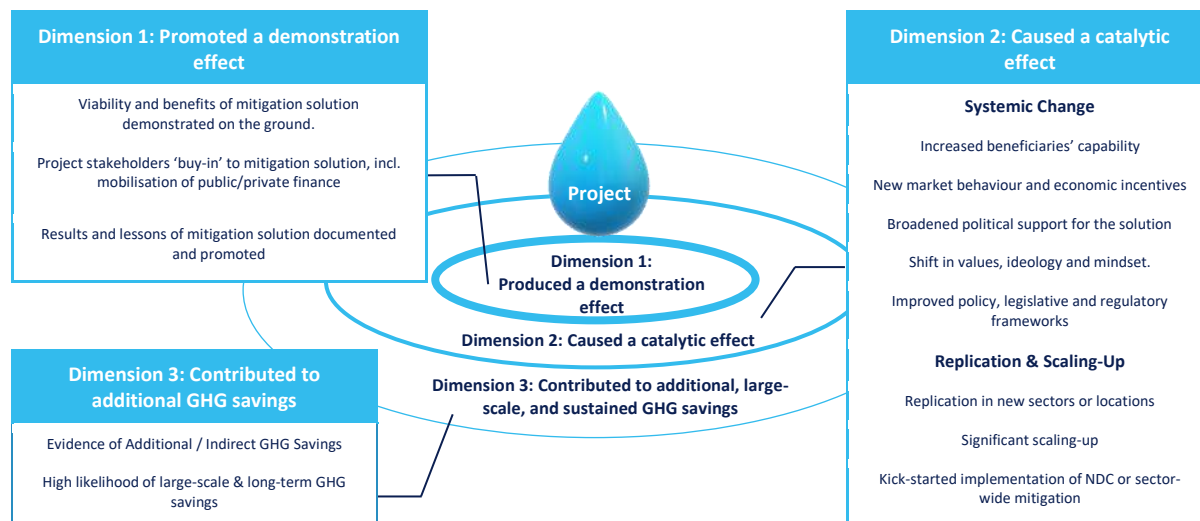 Dimension 1: Promoted a demonstration
effect
Viability and benefits of mitigation solution
demonstrated on the ground.
Project stakeholders ‘buy-in’ to mitigation solution, incl.
mobilisation of public/private finance
Results and lessons of mitigation solution documented
and promoted
Project
Dimension 1:
Produced a demonstration
effect
Dimension 2: Caused a catalytic effect
Dimension 3: Contributed to additional, large-
scale, and sustained GHG savings
Dimension 3: Contributed to
additional GHG savings
Evidence of Additional / Indirect GHG Savings
High likelihood of large-scale & long-term GHG
savings
Dimension 2: Caused a catalytic
effect
Systemic Change
Increased beneficiaries’ capability
New market behaviour and economic incentives
Broadened political support for the solution
Shift in values, ideology and mindset.
Improved policy, legislative and regulatory
frameworks
Replication & Scaling-Up
Replication in new sectors or locations
Significant scaling-up
Kick-started implementation of NDC or sector-
wide mitigation